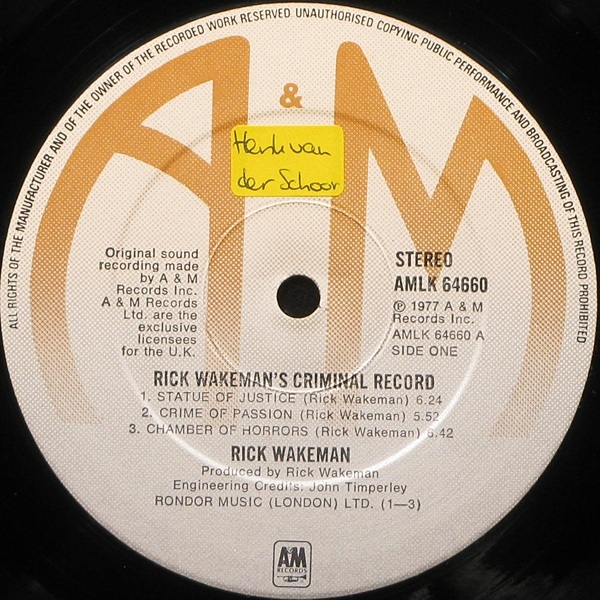 ALL RIGHTS OF THE MANUFACTURER AND OF THE OWNER OF THE RECORDED WORK RESERVED UNAUTHORISED COPYING PUBLIC PERFORMANCE AND BROADCASTING OF THIS RECORD PROHIBITED
A & M
Henk van
der Schoor
Original sound
recording made
by A & M
Records Inc.
A & M Records
Ltd. are the
exclusive
licensees
for the U.K.
STEREO
AMLK 64660
℗ 1977 A & M
Records Inc.
AMLK 64660 A
SIDE ONE
RICK WAKEMAN'S CRIMINAL RECORD
1. STATUE OF JUSTICE (Rick Wakeman) 6.24
2. CRIME OF PASSION (Rick Wakeman) 5.52
3. CHAMBER OF HORRORS (Rick Wakeman) 6.42
RICK WAKEMAN
Produced by Rick Wakeman
Engineering Credits: John Timperley
RONDOR MUSIC (LONDON) LTD. (1—3)
A&M
RECORDS